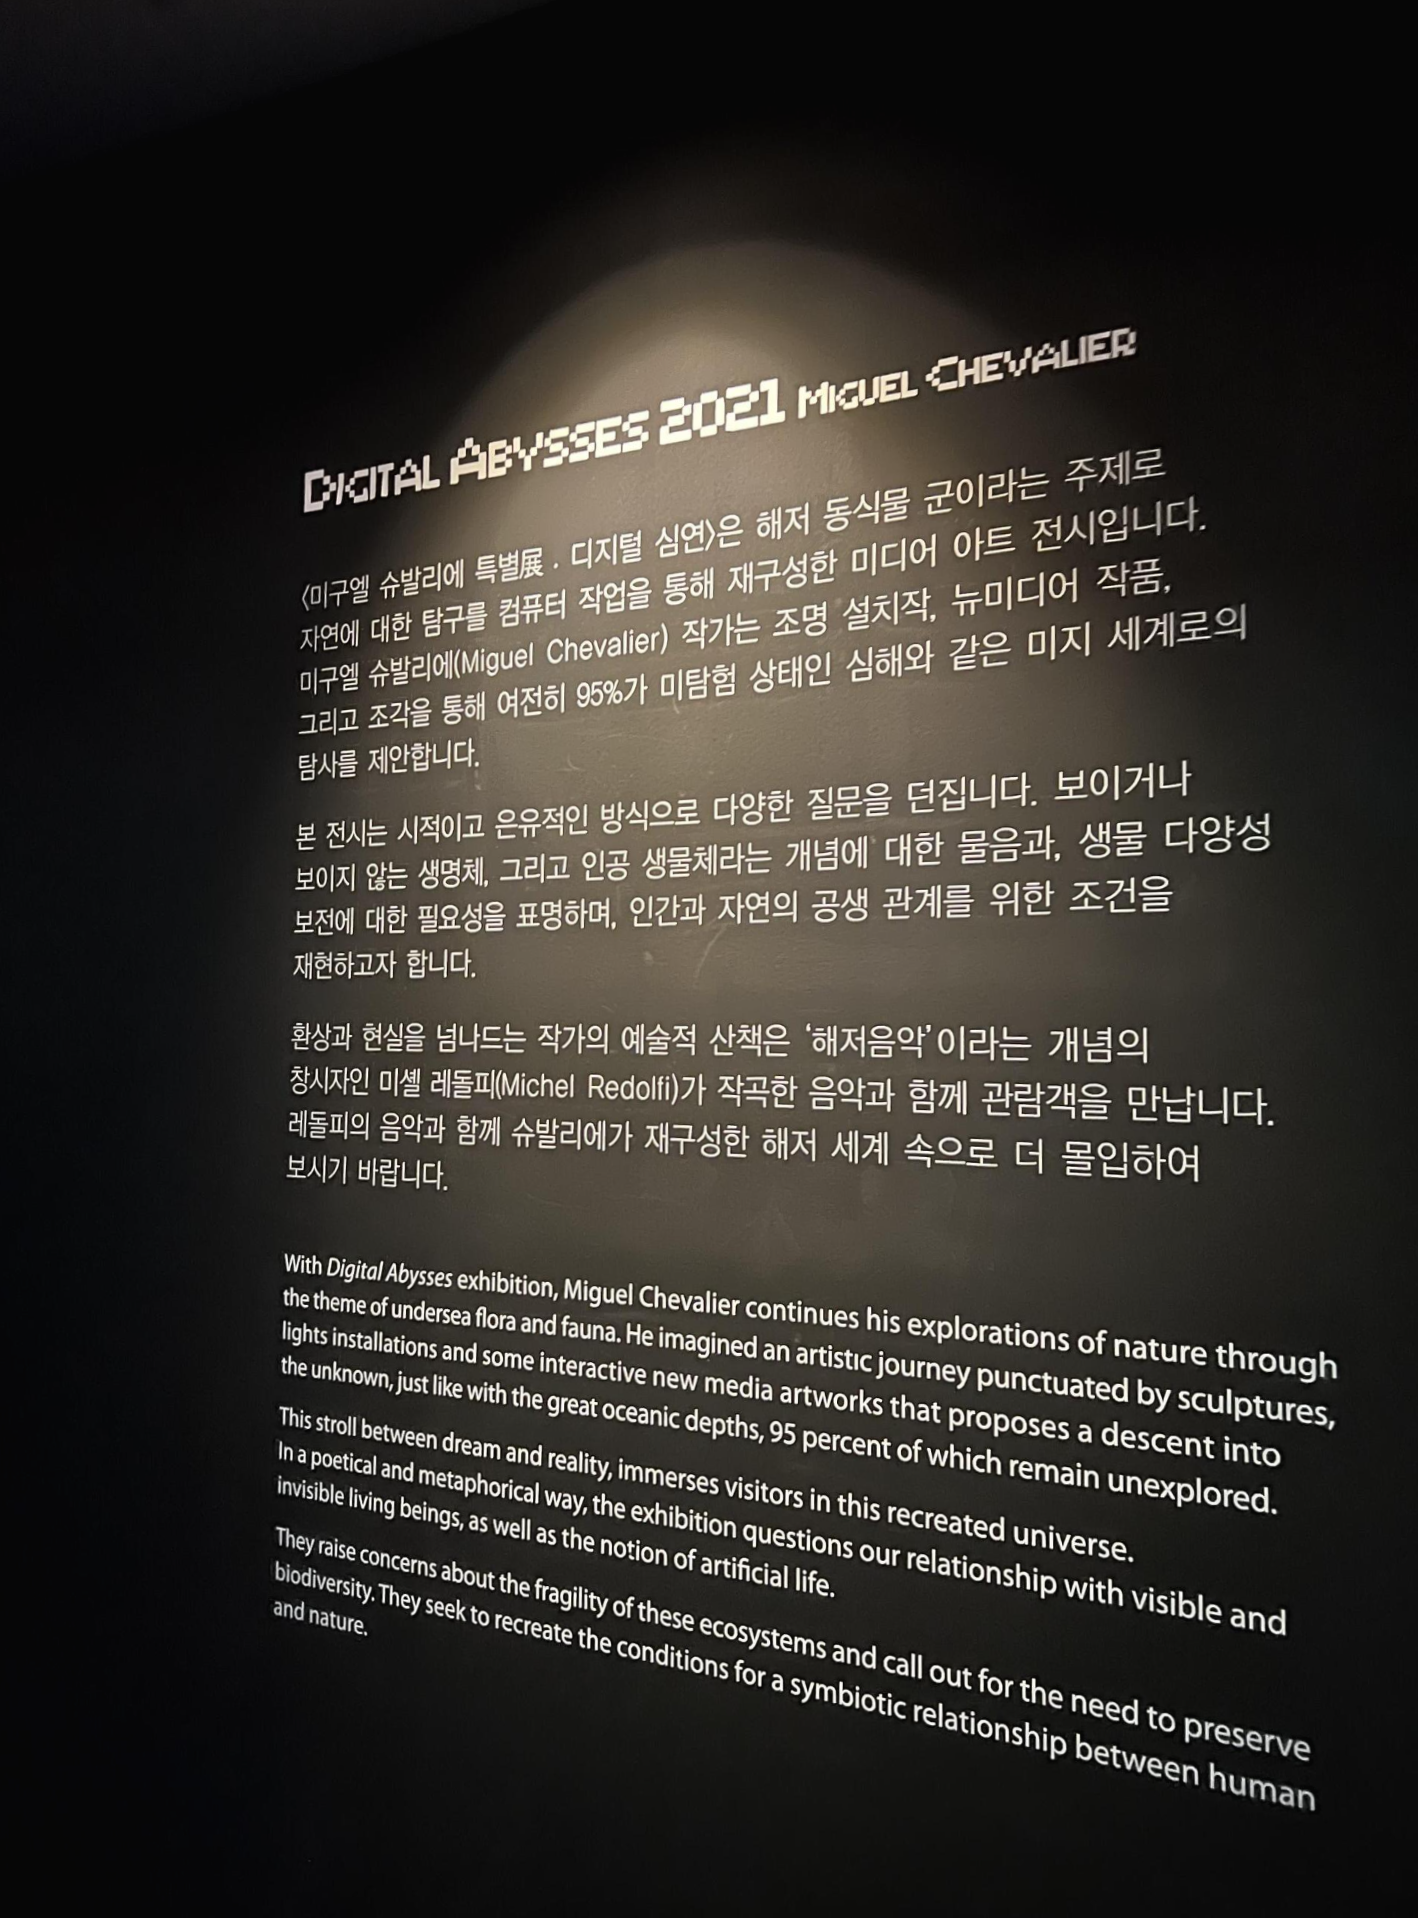 DIGITAL ABYSSES 2021 MIGUEL CHEVALIER
〈미구엘 슈발리에 특별展 · 디지털 심연〉은 해저 동식물 군이라는 주제로
자연에 대한 탐구를 컴퓨터 작업을 통해 재구성한 미디어 아트 전시입니다.
미구엘 슈발리에(Miguel Chevalier) 작가는 조명 설치작, 뉴미디어 작품,
그리고 조각을 통해 여전히 95%가 미탐험 상태인 심해와 같은 미지 세계로의
탐사를 제안합니다.
본 전시는 시적이고 은유적인 방식으로 다양한 질문을 던집니다. 보이거나
보이지 않는 생명체, 그리고 인공 생물체라는 개념에 대한 물음과, 생물 다양성
보전에 대한 필요성을 표명하며, 인간과 자연의 공생 관계를 위한 조건을
재현하고자 합니다.
환상과 현실을 넘나드는 작가의 예술적 산책은 ‘해저음악’이라는 개념의
창시자인 미셸 레돌피(Michel Redolfi)가 작곡한 음악과 함께 관람객을 만납니다.
레돌피의 음악과 함께 슈발리에가 재구성한 해저 세계 속으로 더 몰입하여
보시기 바랍니다.
With Digital Abysses exhibition, Miguel Chevalier continues his explorations of nature through
the theme of undersea flora and fauna. He imagined an artistic journey punctuated by sculptures,
lights installations and some interactive new media artworks that proposes a descent into
the unknown, just like with the great oceanic depths, 95 percent of which remain unexplored.
This stroll between dream and reality, immerses visitors in this recreated universe.
In a poetical and metaphorical way, the exhibition questions our relationship with visible and
invisible living beings, as well as the notion of artificial life.
They raise concerns about the fragility of these ecosystems and call out for the need to preserve
biodiversity. They seek to recreate the conditions for a symbiotic relationship between human
and nature.